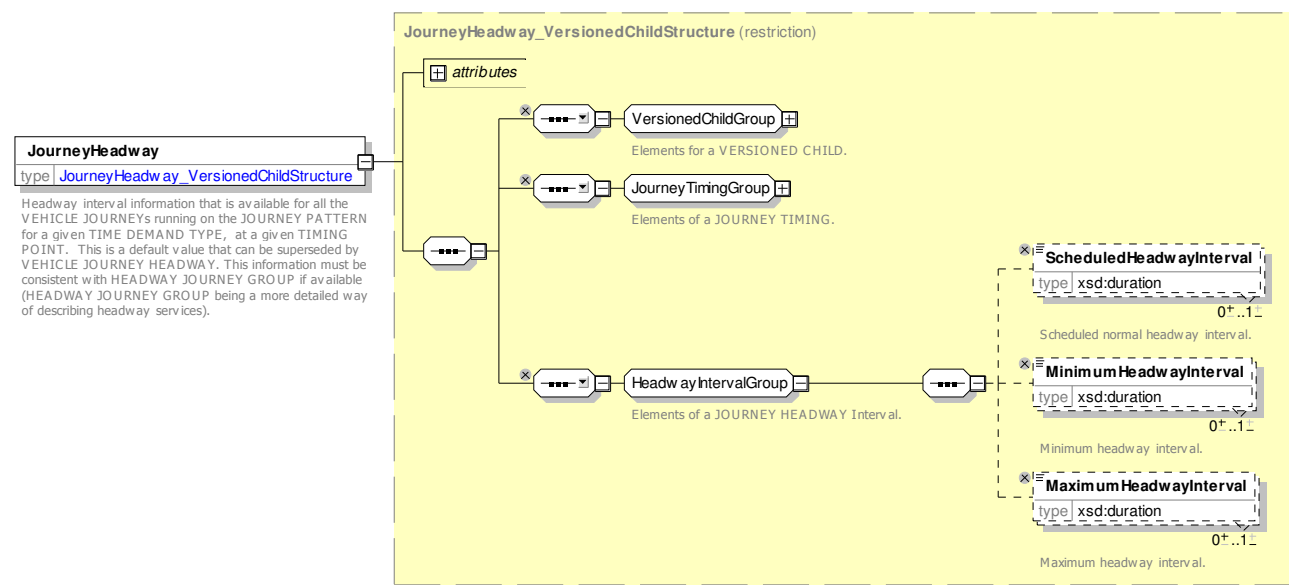 JourneyHeadway_VersionedChildStructure (restriction)
attributes
VersionedChildGroup
Elements for a VERSIONED CHILD.
JourneyHeadway
type JourneyHeadway_VersionedChildStructure
Headway interval information that is available for all the
VEHICLE JOURNEYs running on the JOURNEY PATTERN
for a given TIME DEMAND TYPE, at a given TIMING
POINT. This is a default value that can be superseded by
VEHICLE JOURNEY HEADWAY. This information must be
consistent with HEADWAY JOURNEY GROUP if available
(HEADWAY JOURNEY GROUP being a more detailed way
of describing headway services).
JourneyTimingGroup
Elements of a JOURNEY TIMING.
ScheduledHeadwayInterval
type xsd:duration
0..1
Scheduled normal headway interval.
HeadwayIntervalGroup
Elements of a JOURNEY HEADWAY Interval.
MinimumHeadwayInterval
type xsd:duration
0..1
Minimum headway interval.
MaximumHeadwayInterval
type xsd:duration
0..1
Maximum headway interval.